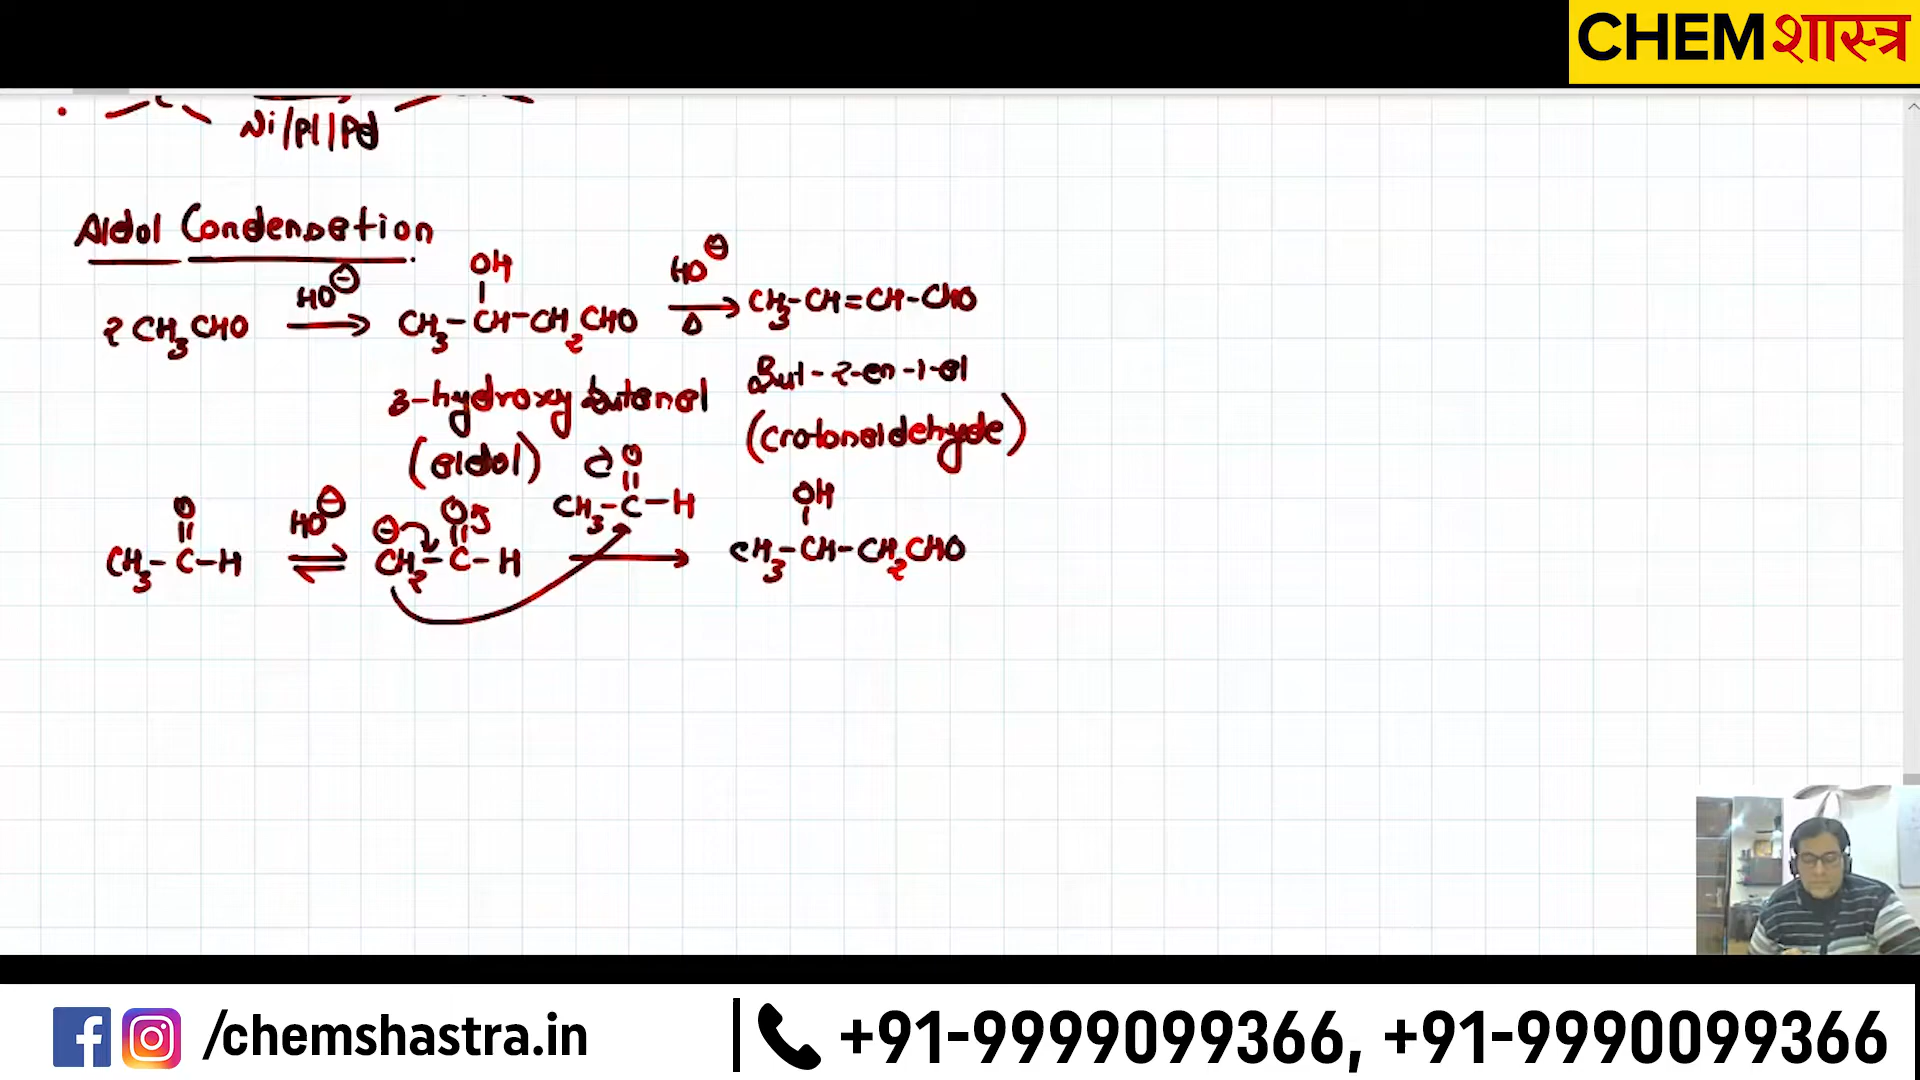 CHEMशास्त्र
Ni/Pt/Pd
Aldol Condensation
2 CH3CHO HO⊖ → CH3-CH(OH)-CH2CHO HO⊖ Δ → CH3-CH=CH-CHO
3-hydroxy butanal
But-2-en-1-al
(aldol)
(crotonaldehyde)
CH3-C(=O)-H HO⊖ ⇌ ⊖CH2-C(=O)-H CH3-C(=O)-H → CH3-CH(OH)-CH2CHO
/chemshastra.in | +91-9999099366, +91-9990099366